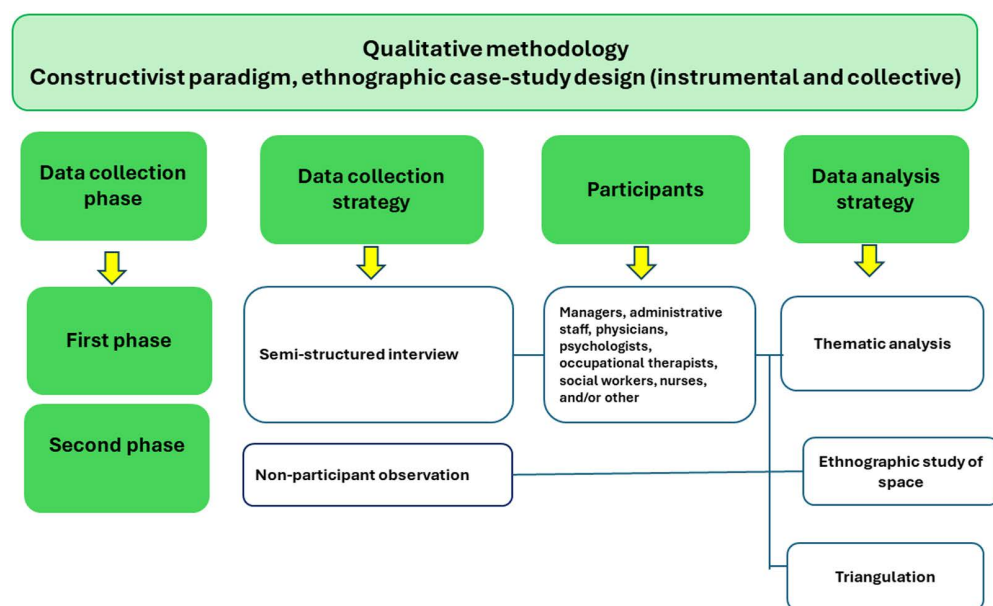 Qualitative methodology
Constructivist paradigm, ethnographic case-study design (instrumental and collective)
Data collection
phase
Data collection
strategy
Participants
Data analysis
strategy
First phase
Semi-structured interview
Managers, administrative
staff, physicians,
psychologists,
occupational therapists,
social workers, nurses,
and/or other
Thematic analysis
Second phase
Non-participant observation
Ethnographic study of
space
Triangulation